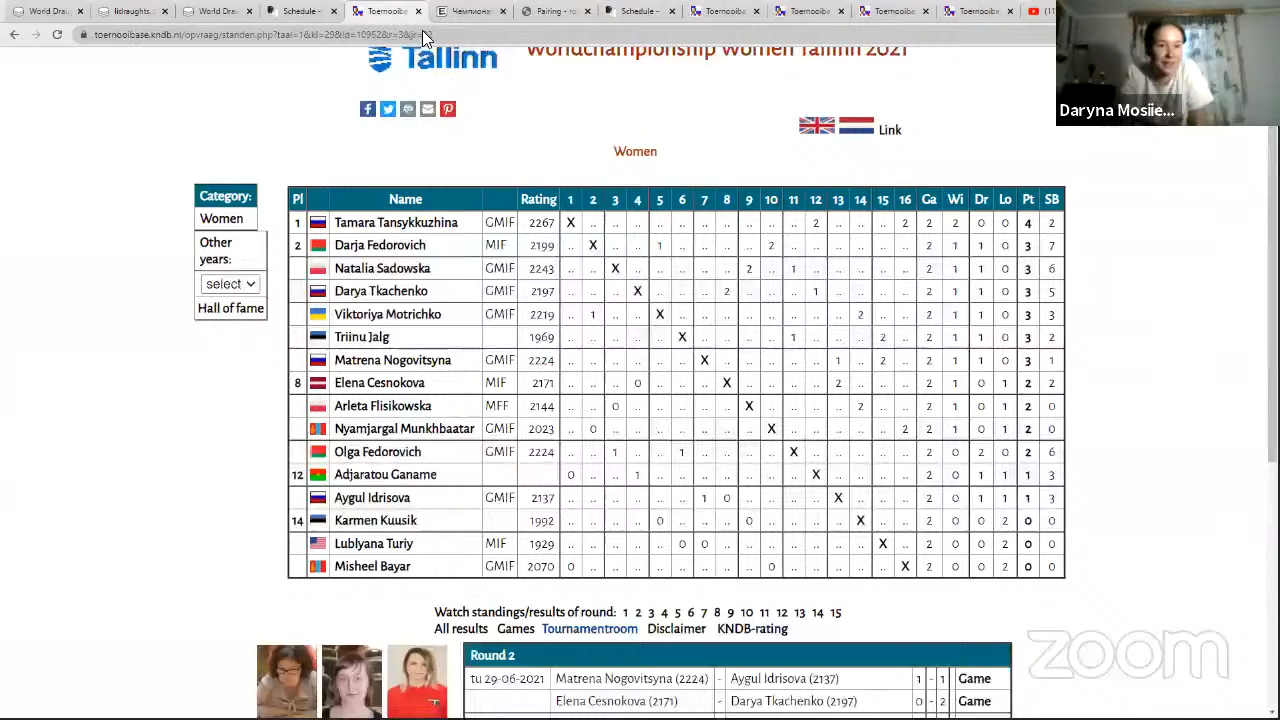 World Drau lidraughts World Drau Schedule – Toernooiba: Чемпионат Pairing - ro Schedule – Toernooiba: Toernooiba: Toernooiba: Toernooiba:
toernooibase.kndb.nl/opvraag/standen.php?taal=1&kl=29&Id=10952&r=3&jr=
Tallinn Worldchampionship Women Tallinn 2021
Daryna Mosiie...
Link
Women
Category:
Women
Other
years:
select
Hall of fame
Pl Name Rating 1 2 3 4 5 6 7 8 9 10 11 12 13 14 15 16 Ga Wi Dr Lo Pt SB
1 Tamara Tansykkuzhina GMIF 2267 X .. .. .. .. .. .. .. .. .. .. 2 .. .. .. 2 2 2 0 0 4 2
2 Darja Fedorovich MIF 2199 .. X .. .. 1 .. .. .. .. 2 .. .. .. .. .. .. 2 1 1 0 3 7
Natalia Sadowska GMIF 2243 .. .. X .. .. .. .. .. 2 .. 1 .. .. .. .. .. 2 1 1 0 3 6
Darya Tkachenko GMIF 2197 .. .. .. X .. .. .. 2 .. .. .. 1 .. .. .. .. 2 1 1 0 3 5
Viktoriya Motrichko GMIF 2219 .. 1 .. .. X .. .. .. .. .. .. .. .. 2 .. .. 2 1 1 0 3 3
Triinu Jalg 1969 .. .. .. .. .. X .. .. .. .. 1 .. .. .. 2 .. 2 1 1 0 3 2
Matrena Nogovitsyna GMIF 2224 .. .. .. .. .. .. X .. .. .. .. .. 1 .. 2 .. 2 1 1 0 3 1
8 Elena Cesnokova MIF 2171 .. .. .. 0 .. .. .. X .. .. .. .. 2 .. .. .. 2 1 0 1 2 2
Arleta Flisikowska MFF 2144 .. .. 0 .. .. .. .. .. X .. .. .. .. 2 .. .. 2 1 0 1 2 0
Nyamjargal Munkhbaatar GMIF 2023 .. 0 .. .. .. .. .. .. .. X .. .. .. .. .. 2 2 1 0 1 2 0
Olga Fedorovich GMIF 2224 .. .. 1 .. .. 1 .. .. .. .. X .. .. .. .. .. 2 0 2 0 2 6
12 Adjaratou Ganame 0 .. .. 1 .. .. .. .. .. .. .. X .. .. .. .. 2 0 1 1 1 3
Aygul Idrisova GMIF 2137 .. .. .. .. .. .. 1 0 .. .. .. .. X .. .. .. 2 0 1 1 1 3
14 Karmen Kuusik 1992 .. .. .. .. 0 .. .. .. 0 .. .. .. .. X .. .. 2 0 0 2 0 0
Lublyana Turiy MIF 1929 .. .. .. .. .. 0 0 .. .. .. .. .. .. .. X .. 2 0 0 2 0 0
Misheel Bayar GMIF 2070 0 .. .. .. .. .. .. .. .. 0 .. .. .. .. .. X 2 0 0 2 0 0
Watch standings/results of round: 1 2 3 4 5 6 7 8 9 10 11 12 13 14 15
All results Games Tournamentroom Disclaimer KNDB-rating
Round 2
tu 29-06-2021 Matrena Nogovitsyna (2224) - Aygul Idrisova (2137) 1 - 1 Game
Elena Cesnokova (2171) - Darya Tkachenko (2197) 0 - 2 Game
zoom